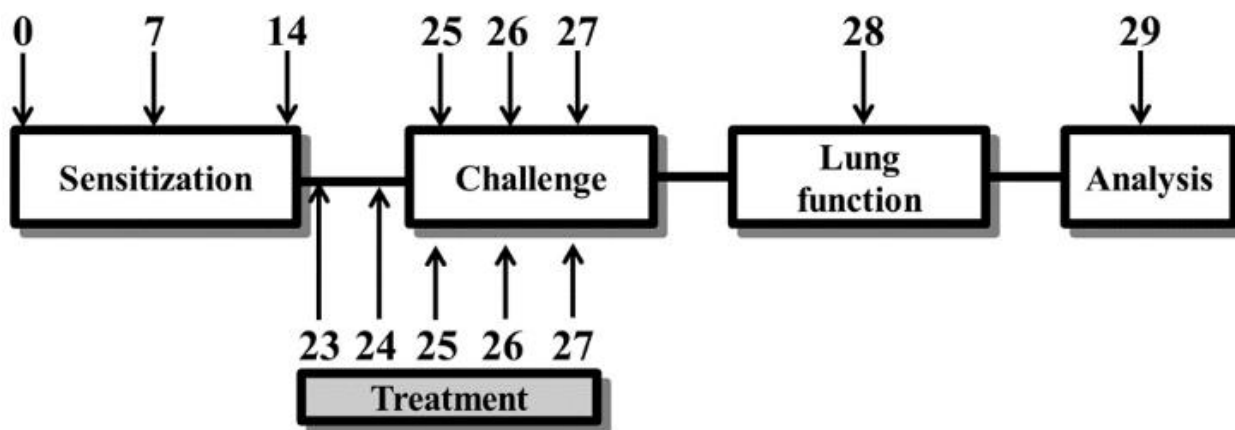 0 7 14 25 26 27 28 29
Sensitization Challenge Lung function Analysis
23 24 25 26 27
Treatment